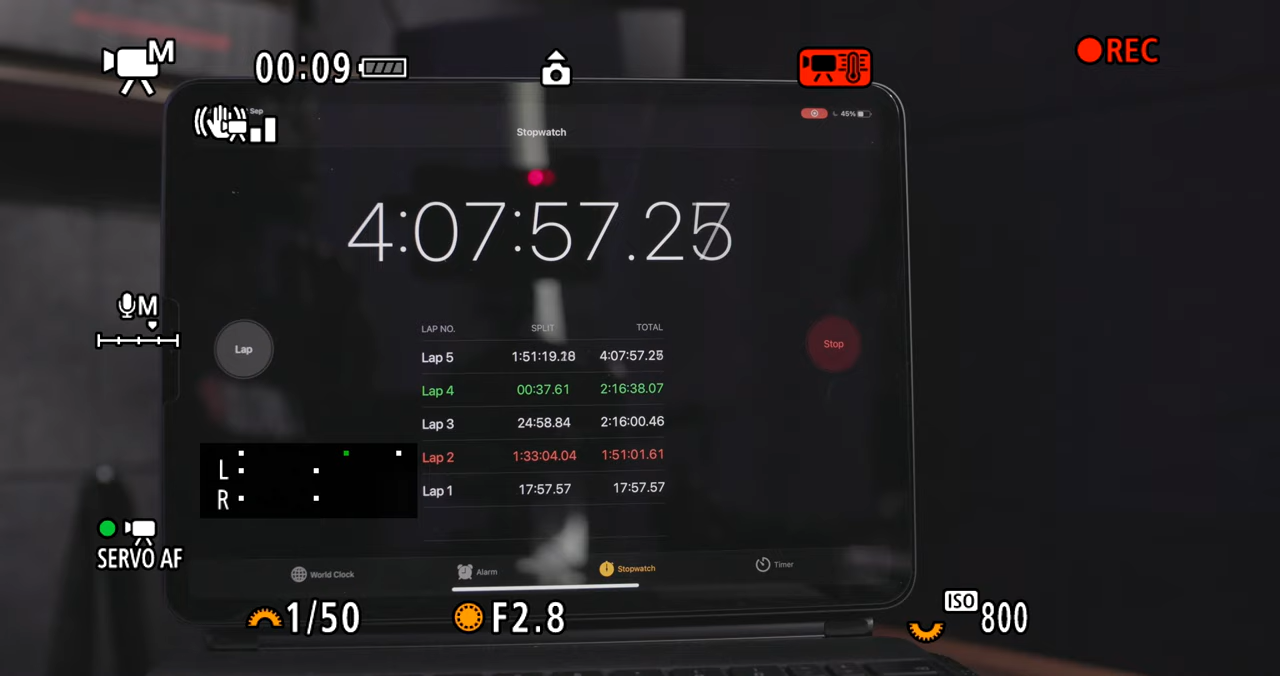 M
00:09
REC
Sep
45%
Stopwatch
4:07:57.25
M
LAP NO. SPLIT TOTAL
Lap
Stop
Lap 5 1:51:19.18 4:07:57.25
Lap 4 00:37.61 2:16:38.07
Lap 3 24:58.84 2:16:00.46
Lap 2 1:33:04.04 1:51:01.61
Lap 1 17:57.57 17:57.57
L
R
SERVO AF
World Clock Alarm Stopwatch Timer
1/50 F2.8 ISO 800